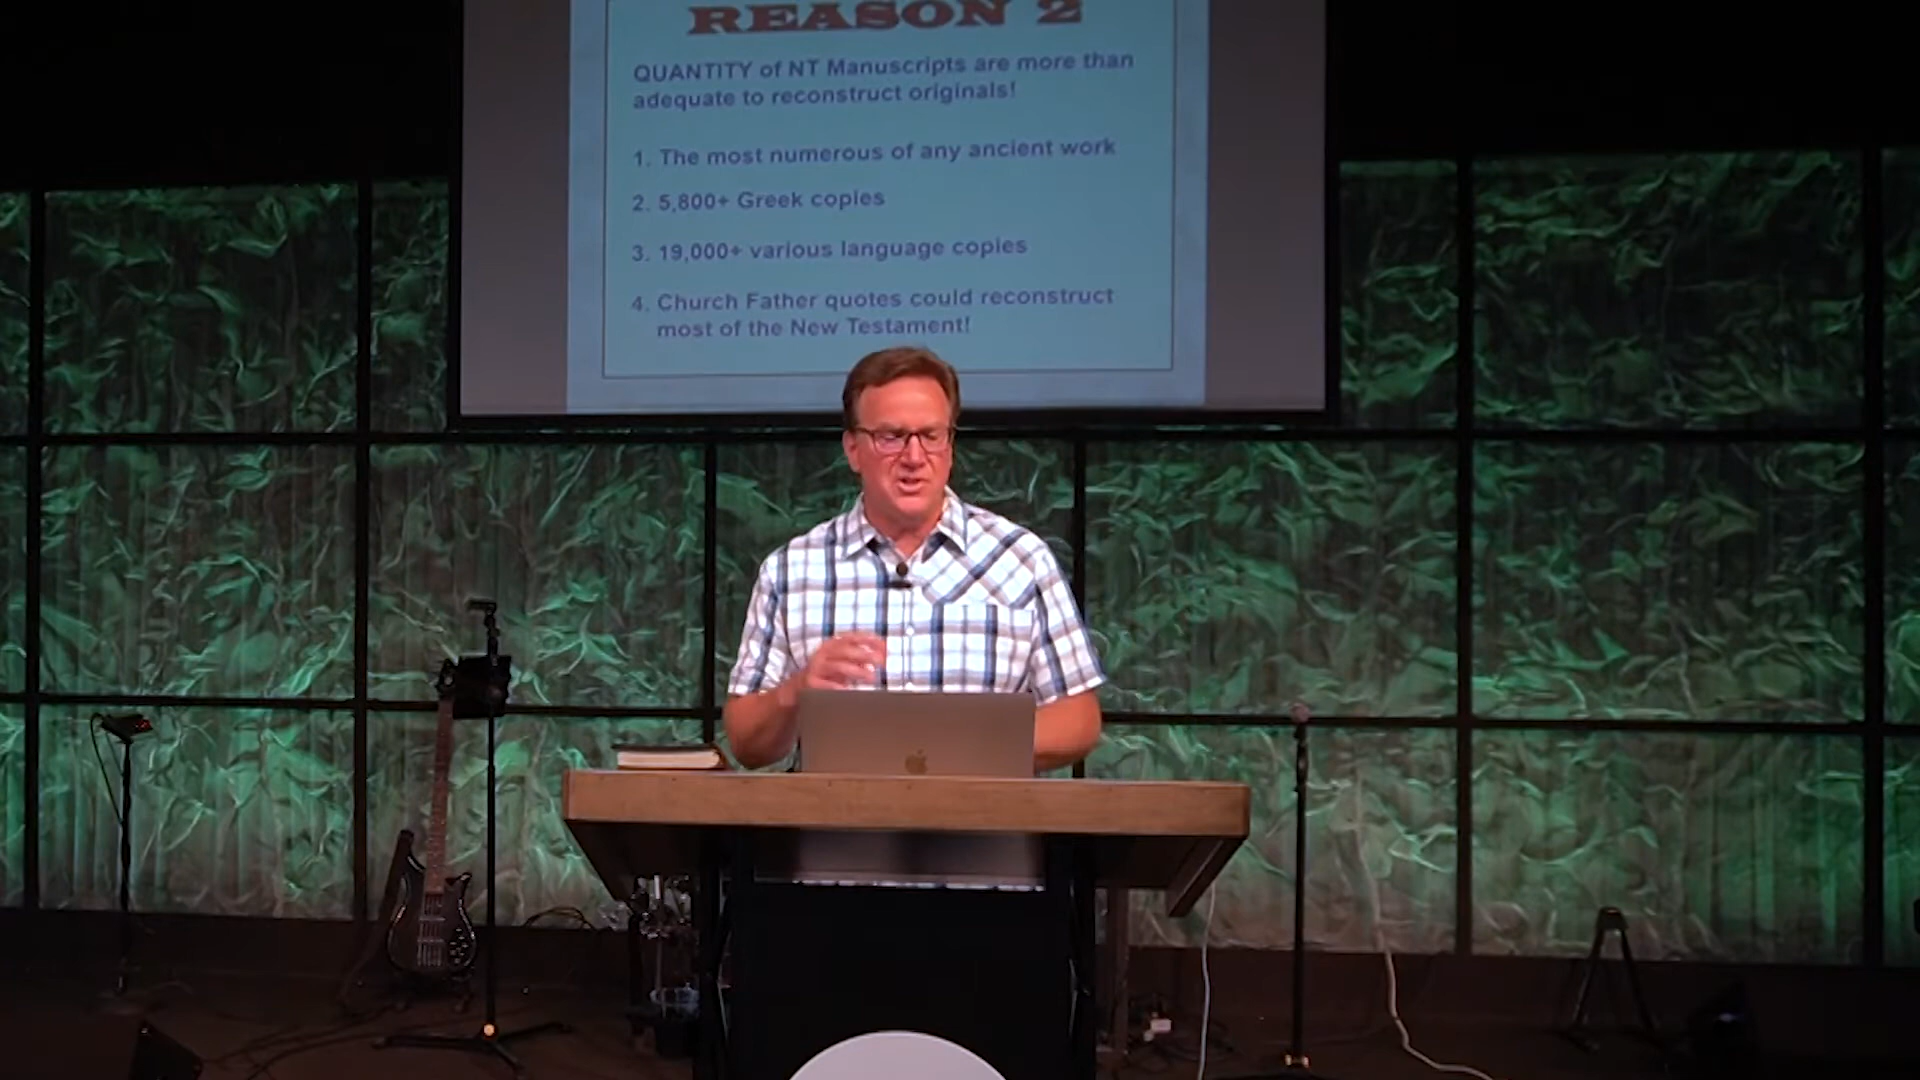 REASON 2
QUANTITY of NT Manuscripts are more than
adequate to reconstruct originals!
1. The most numerous of any ancient work
2. 5,800+ Greek copies
3. 19,000+ various language copies
4. Church Father quotes could reconstruct
most of the New Testament!